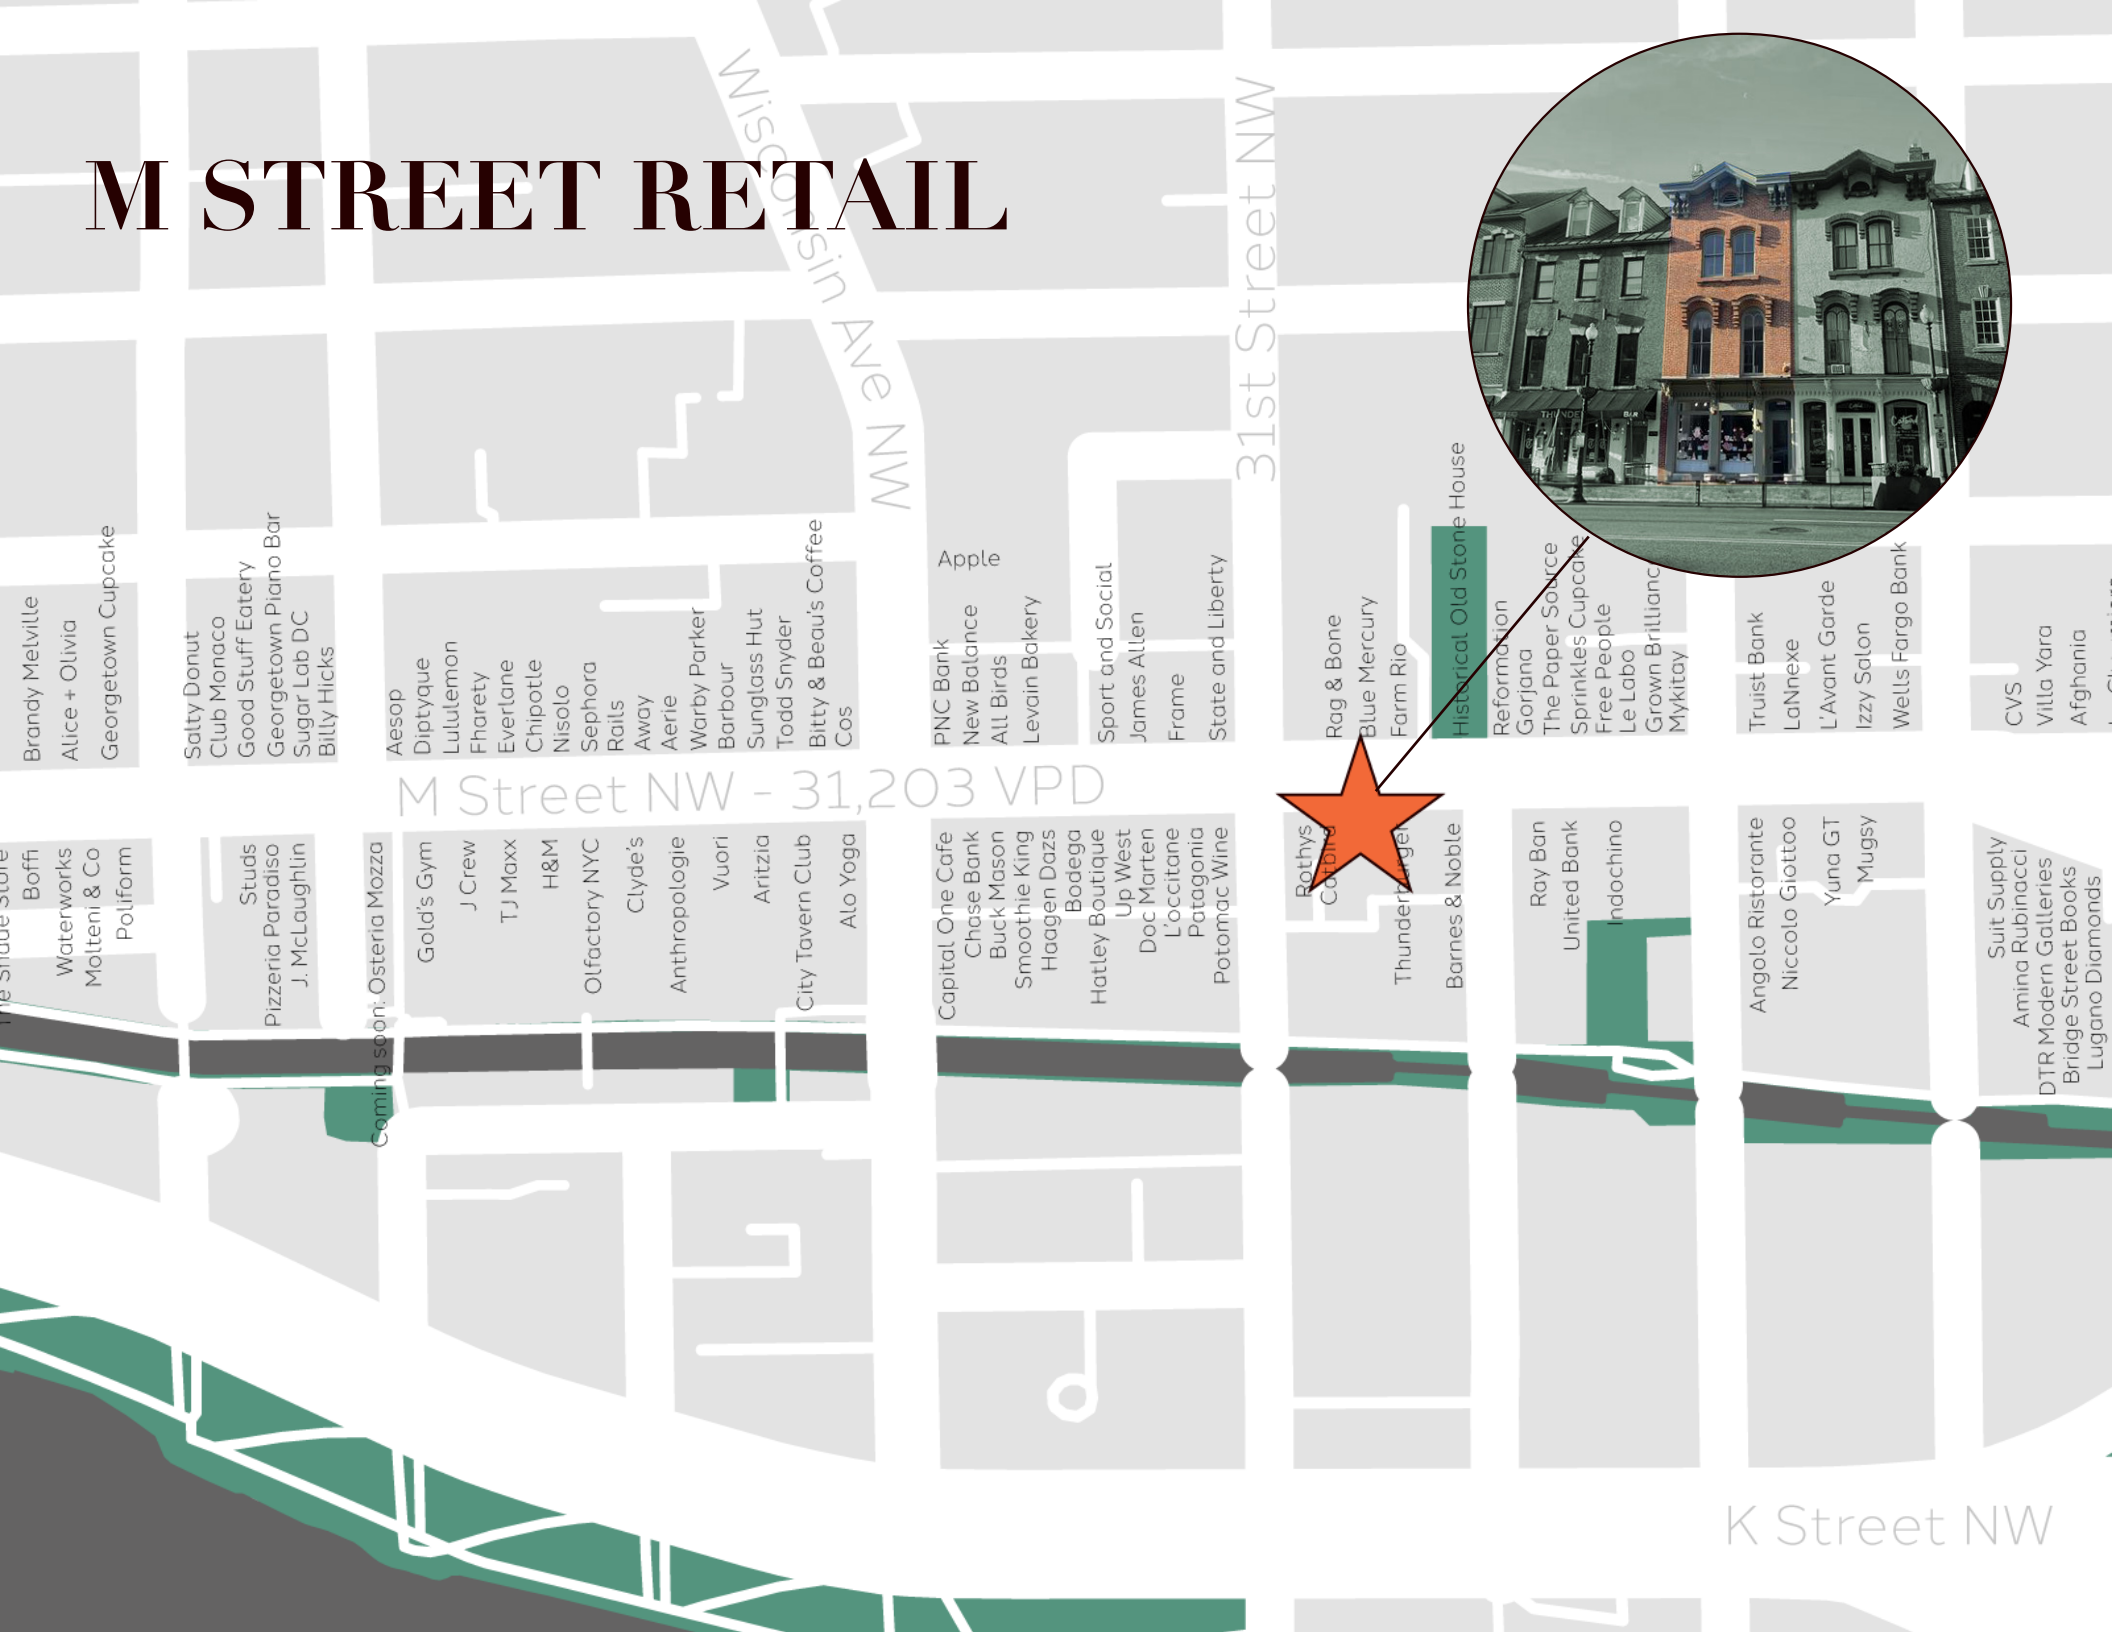 M STREET RETAIL
Wisconsin Ave NW
31st Street NW
THUNDE BAR
Catbird
Brandy Melville
Alice + Olivia
Georgetown Cupcake
Salty Donut
Club Monaco
Good Stuff Eatery
Georgetown Piano Bar
Sugar Lab DC
Billy Hicks
Aesop
Diptyque
Lululemon
Fharety
Everlane
Chipotle
Nisolo
Sephora
Rails
Away
Aerie
Warby Parker
Barbour
Sunglass Hut
Todd Snyder
Bitty & Beau's Coffee
Cos
Apple
PNC Bank
New Balance
All Birds
Levain Bakery
Sport and Social
James Allen
Frame
State and Liberty
Rag & Bone
Blue Mercury
Farm Rio
Historical Old Stone House
Reformation
Gorjana
The Paper Source
Sprinkles Cupcake
Free People
Le Labo
Grown Brillianc
Mykitay
Truist Bank
LaNnexe
L'Avant Garde
Izzy Salon
Wells Fargo Bank
CVS
Villa Yara
Afghania
M Street NW - 31,203 VPD
The Shade Store
Boffi
Waterworks
Molteni & Co
Poliform
Studs
Pizzeria Paradiso
J. McLaughlin
Coming soon: Osteria Mozza
Gold's Gym
J Crew
TJ Maxx
H&M
Olfactory NYC
Clyde's
Anthropologie
Vuori
Aritzia
City Tavern Club
Alo Yoga
Capital One Cafe
Chase Bank
Buck Mason
Smoothie King
Haagen Dazs
Bodega
Hatley Boutique
Up West
Doc Marten
L'occitane
Patagonia
Potomac Wine
Rothys
Catbird
Thunderburger
Barnes & Noble
Ray Ban
United Bank
Indochino
Angolo Ristorante
Niccolo Giottoo
Yuna GT
Mugsy
Suit Supply
Amina Rubinacci
DTR Modern Galleries
Bridge Street Books
Lugano Diamonds
K Street NW